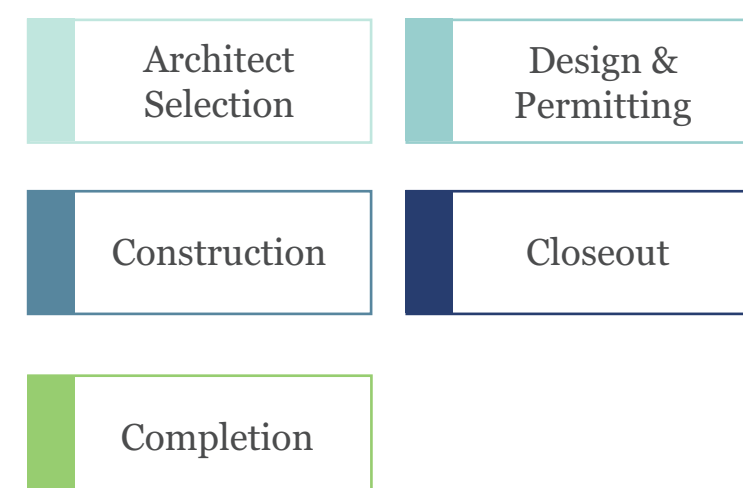 Architect
Selection
Design &
Permitting
Construction
Closeout
Completion